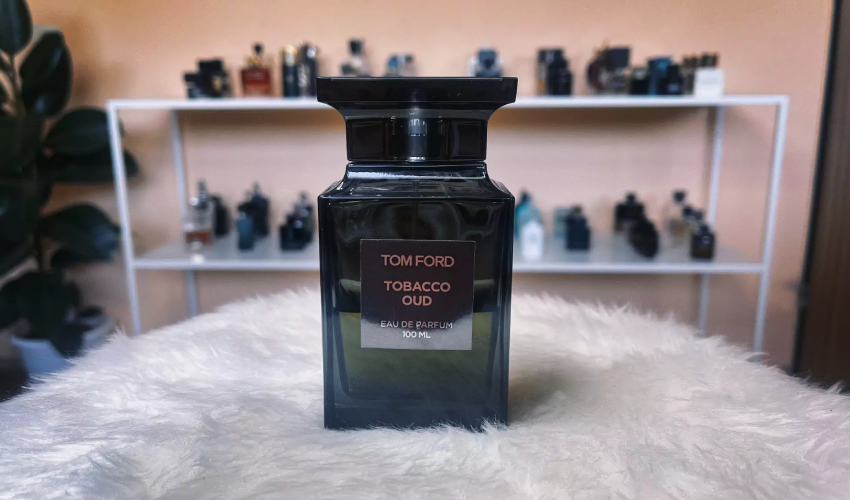 TOM FORD
TOBACCO
OUD
EAU DE PARFUM
100 ML